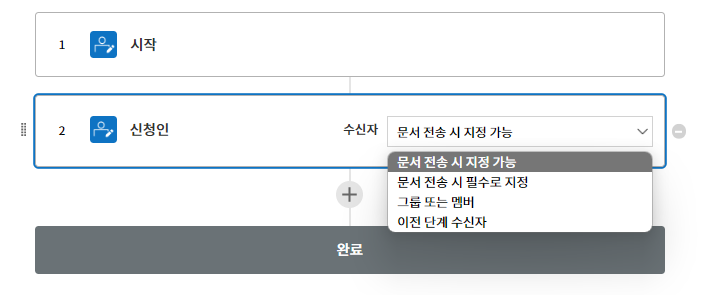 1 시작
2 신청인 수신자 문서 전송 시 지정 가능
문서 전송 시 지정 가능
문서 전송 시 필수로 지정
그룹 또는 멤버
이전 단계 수신자
완료